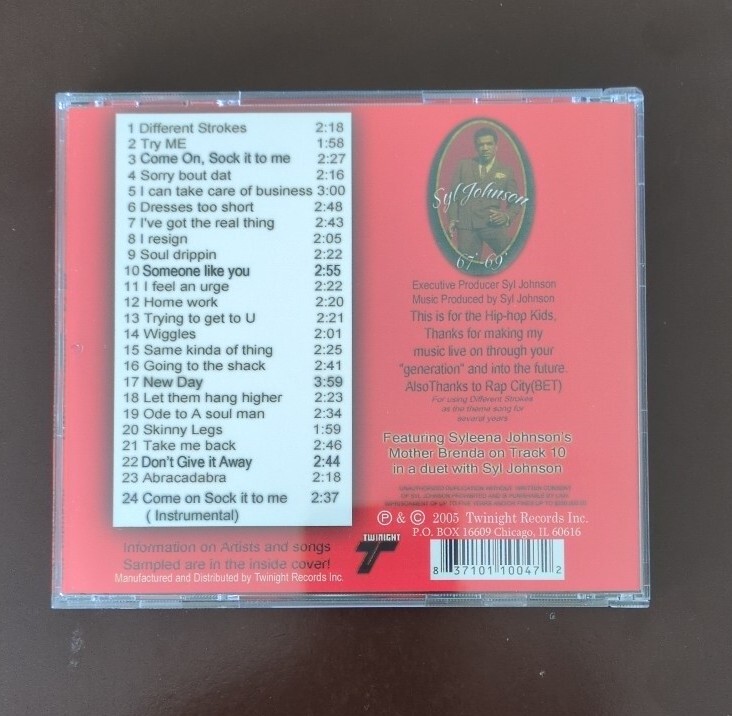 1 Different Strokes 2:18
2 Try ME 1:58
3 Come On, Sock it to me 2:27
4 Sorry bout dat 2:16
5 I can take care of business 3:00
6 Dresses too short 2:48
7 I've got the real thing 2:43
8 I resign 2:05
9 Soul drippin 2:22
10 Someone like you 2:55
11 I feel an urge 2:22
12 Home work 2:20
13 Trying to get to U 2:21
14 Wiggles 2:01
15 Same kinda of thing 2:25
16 Going to the shack 2:41
17 New Day 3:59
18 Let them hang higher 2:23
19 Ode to A soul man 2:34
20 Skinny Legs 1:59
21 Take me back 2:46
22 Don't Give it Away 2:44
23 Abracadabra 2:18
24 Come on Sock it to me 2:37
( Instrumental)
Information on Artists and songs
Sampled are in the inside cover!
Manufactured and Distributed by Twinight Records Inc.
Syl Johnson
67'-69'
Executive Producer Syl Johnson
Music Produced by Syl Johnson
This is for the Hip-hop Kids,
Thanks for making my
music live on through your
"generation" and into the future.
AlsoThanks to Rap City(BET)
For using Different Strokes
as the theme song for
several years
Featuring Syleena Johnson's
Mother Brenda on Track 10
in a duet with Syl Johnson
℗ & © 2005 Twinight Records Inc.
P.O. BOX 16609 Chicago, IL 60616
TWINIGHT
T
8 37101 10047 2